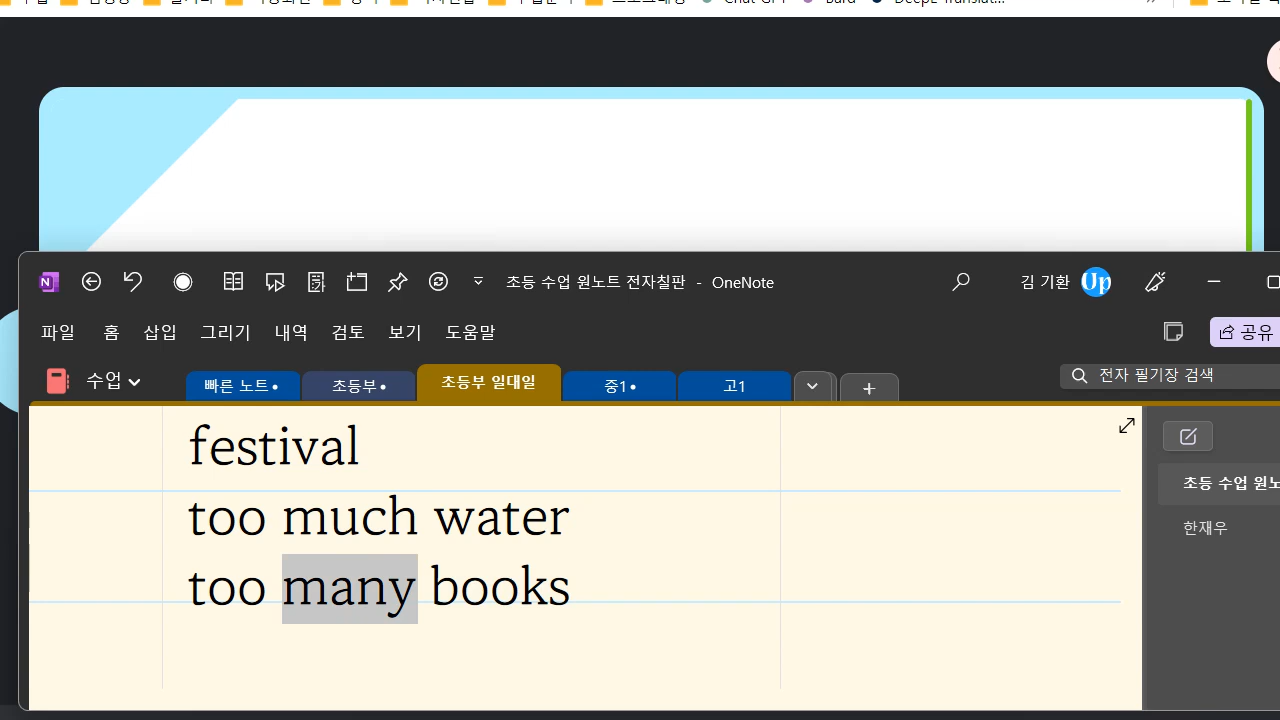 초등 수업 원노트 전자칠판 - OneNote
김 기환
파일 홈 삽입 그리기 내역 검토 보기 도움말
공유
수업 빠른 노트 초등부 초등부 일대일 중1 고1 +
전자 필기장 검색
festival
too much water
too many books
초등 수업 원노
한재우